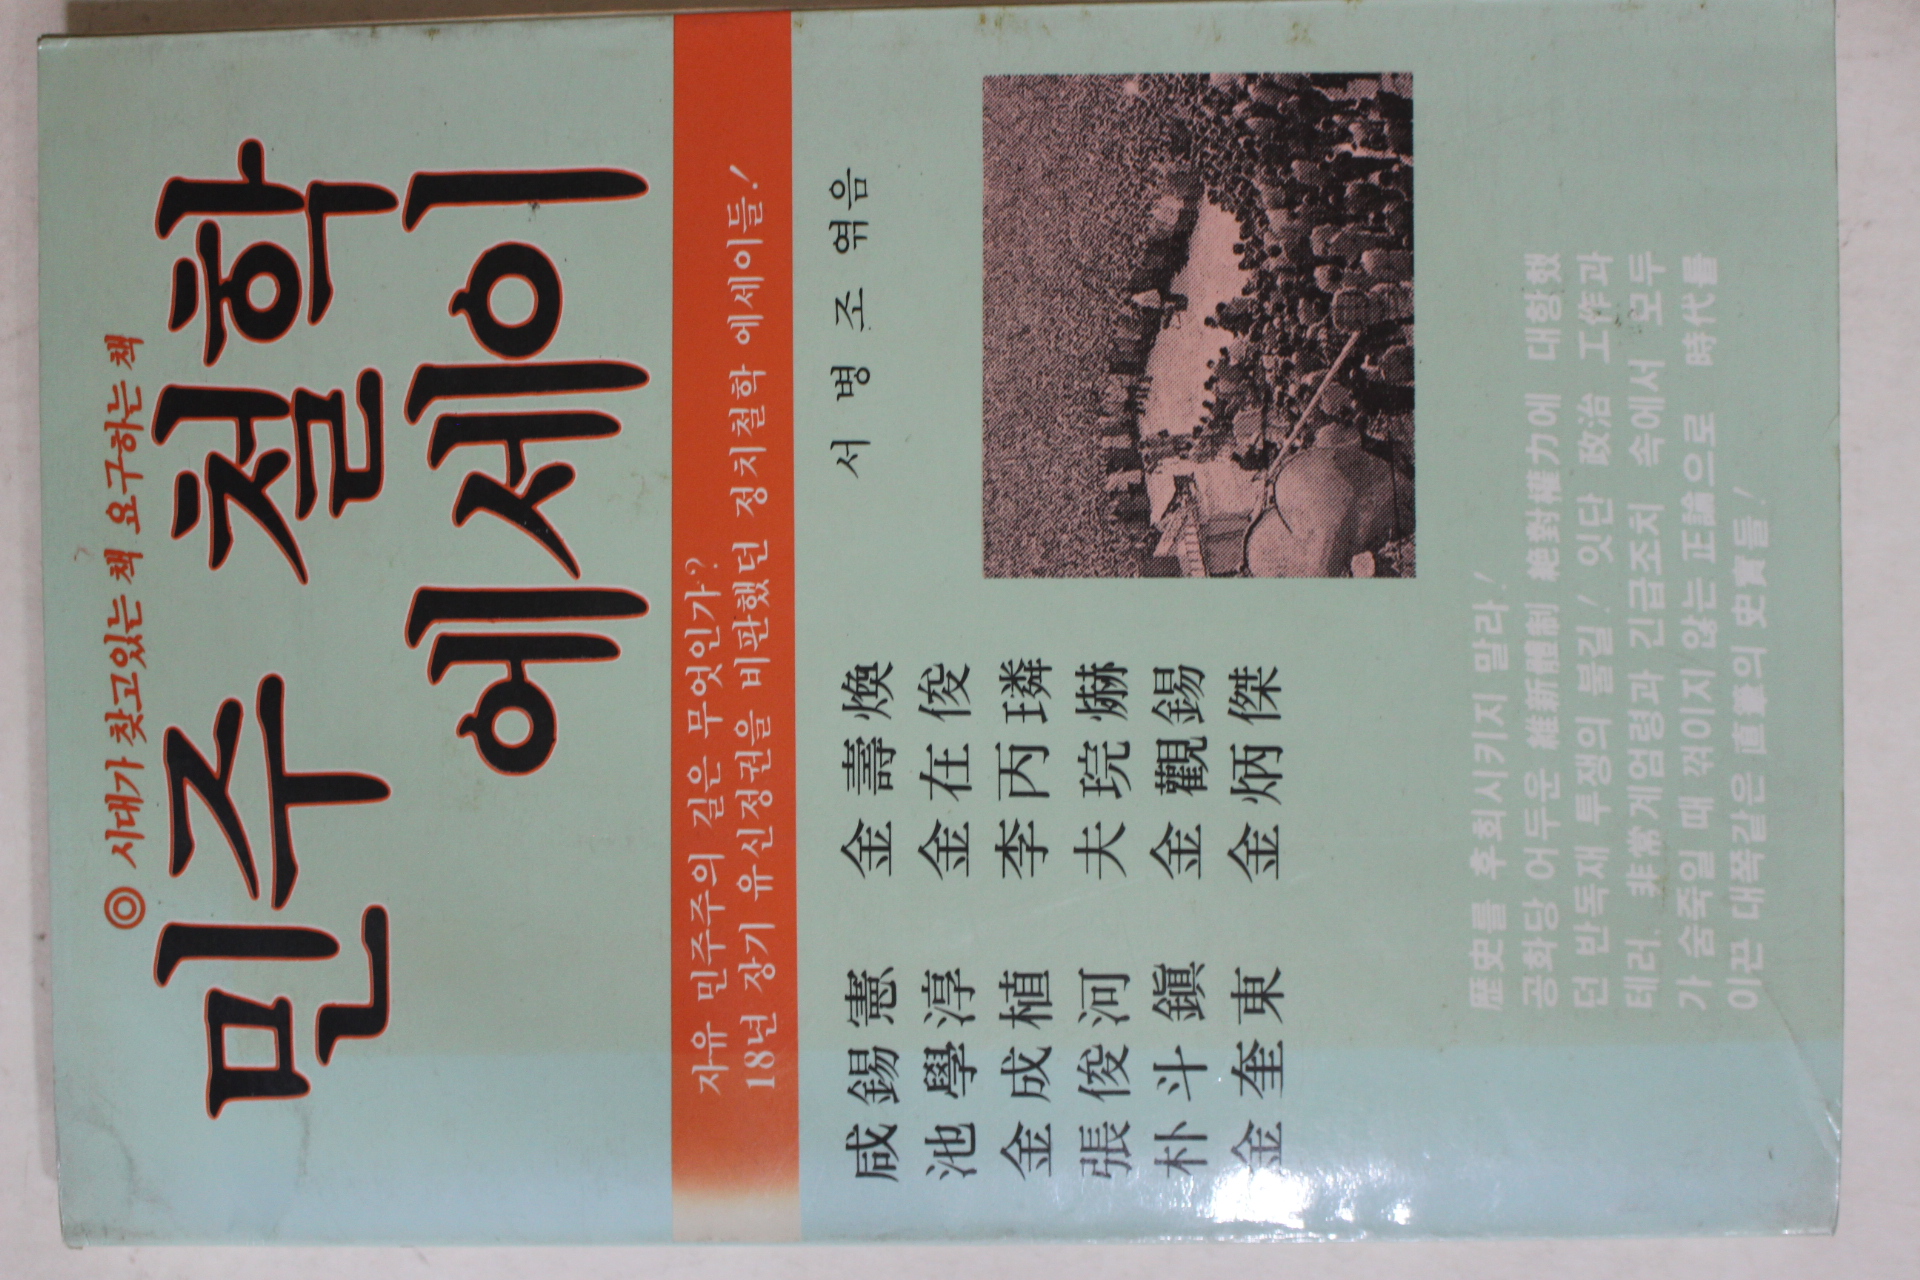 ◎ 시대가 찾고있는 책 요구하는 책
민주 철학
에세이
자유 민주주의 길은 무엇인가?
18년 장기 유신정권을 비판했던 정치철학 에세이들!
서 병 조 엮음
咸錫憲 金壽煥
池學淳 金在俊
金成植 李丙璘
張俊河 夫琓爀
朴斗鎭 金觀錫
金奎東 金炳傑
歷史를 후회시키지 말라!
공화당 어두운 維新體制 絶對權力에 대항했
던 반독재 투쟁의 불길! 잇단 政治 工作과
테러, 非常계엄령과 긴급조치 속에서 모두
가 숨죽일 때 꺾이지 않는 正論으로 時代를
이끈 대쪽같은 直筆의 史實들!